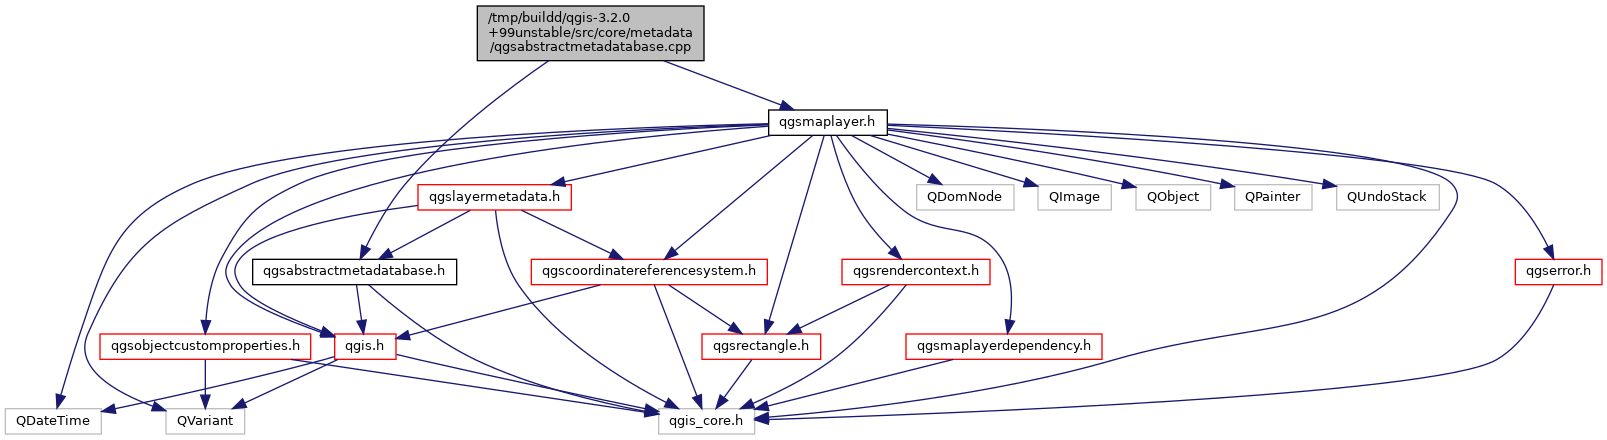 /tmp/buildd/qgis-3.2.0
+99unstable/src/core/metadata
/qgsabstractmetadatabase.cpp
qgsmaplayer.h
qgslayermetadata.h
QDomNode
QImage
QObject
QPainter
QUndoStack
qgsabstractmetadatabase.h
qgscoordinatereferencesystem.h
qgsrendercontext.h
qgserror.h
qgsobjectcustomproperties.h
qgis.h
qgsrectangle.h
qgsmaplayerdependency.h
QDateTime
QVariant
qgis_core.h